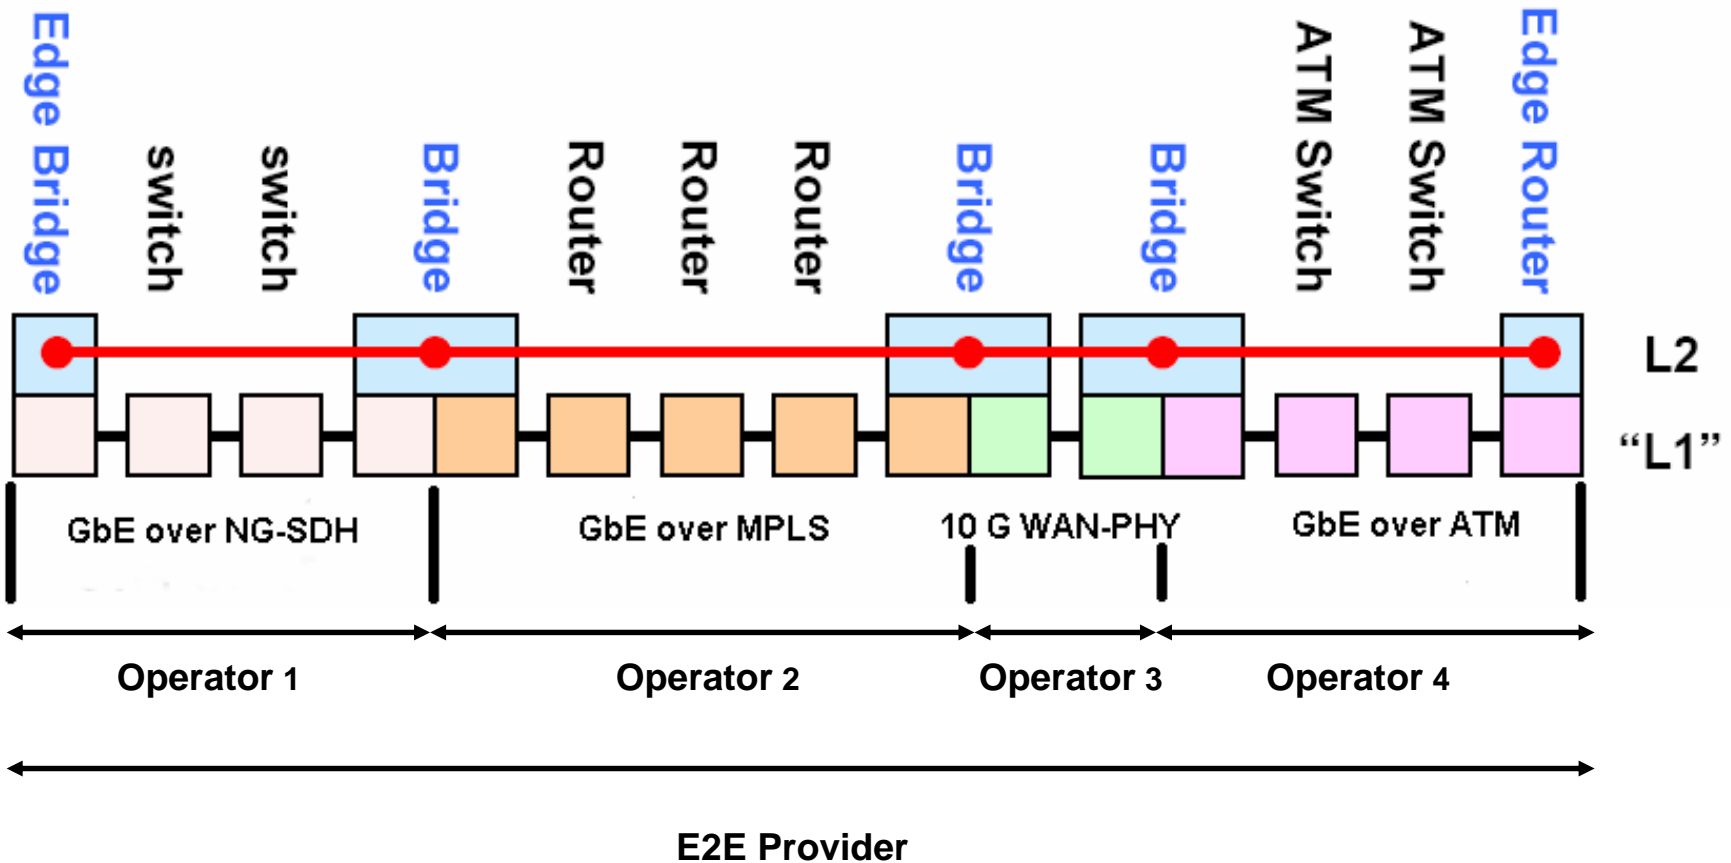 Edge Bridge
switch
switch
Bridge
Router
Router
Router
Bridge
Bridge
ATM Switch
ATM Switch
Edge Router
L2
“L1”
GbE over NG-SDH
GbE over MPLS
10 G WAN-PHY
GbE over ATM
Operator 1
Operator 2
Operator 3
Operator 4
E2E Provider